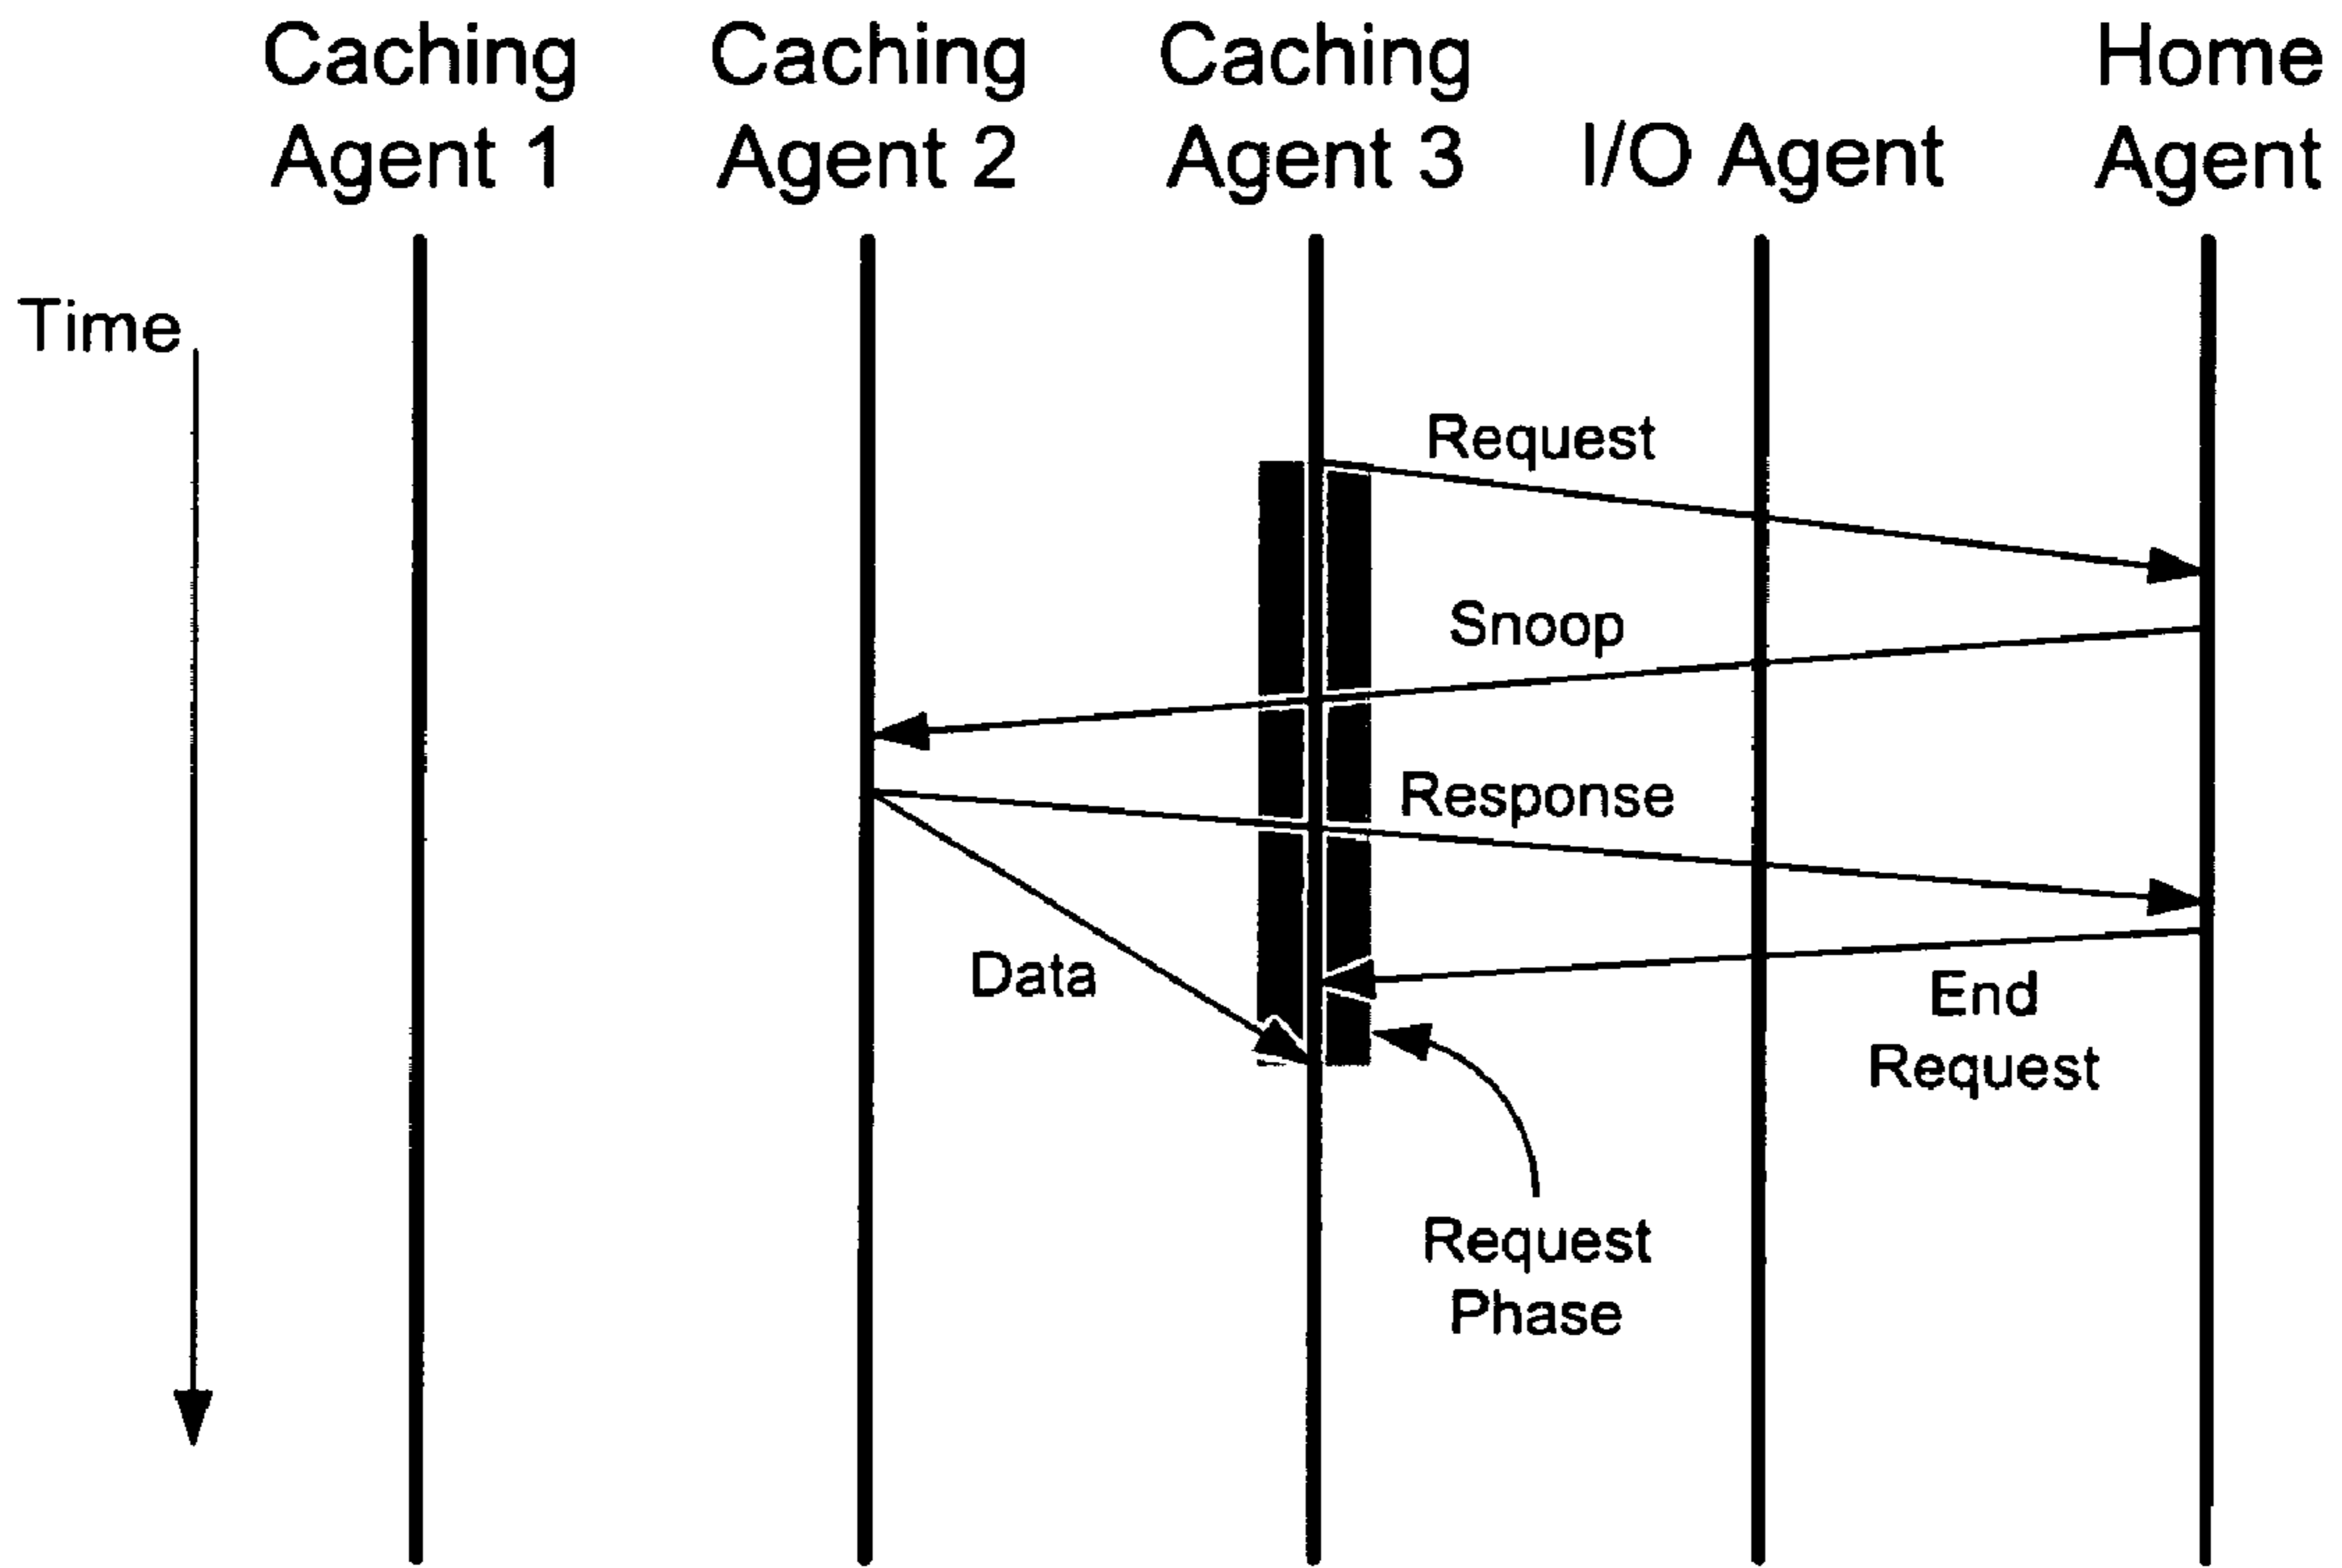 Caching
Agent 1
Caching
Agent 2
Caching
Agent 3
I/O Agent
Home
Agent
Time
Request
Snoop
Response
Data
End
Request
Request
Phase